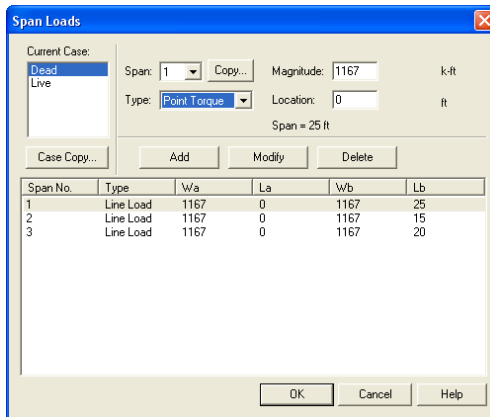 Span Loads
Current Case:
Dead
Live
Span: 1 Copy... Magnitude: 1167 k-ft
Type: Point Torque Location: 0 ft
Span = 25 ft
Case Copy... Add Modify Delete
Span No. Type Wa La Wb Lb
1 Line Load 1167 0 1167 25
2 Line Load 1167 0 1167 15
3 Line Load 1167 0 1167 20
OK Cancel Help